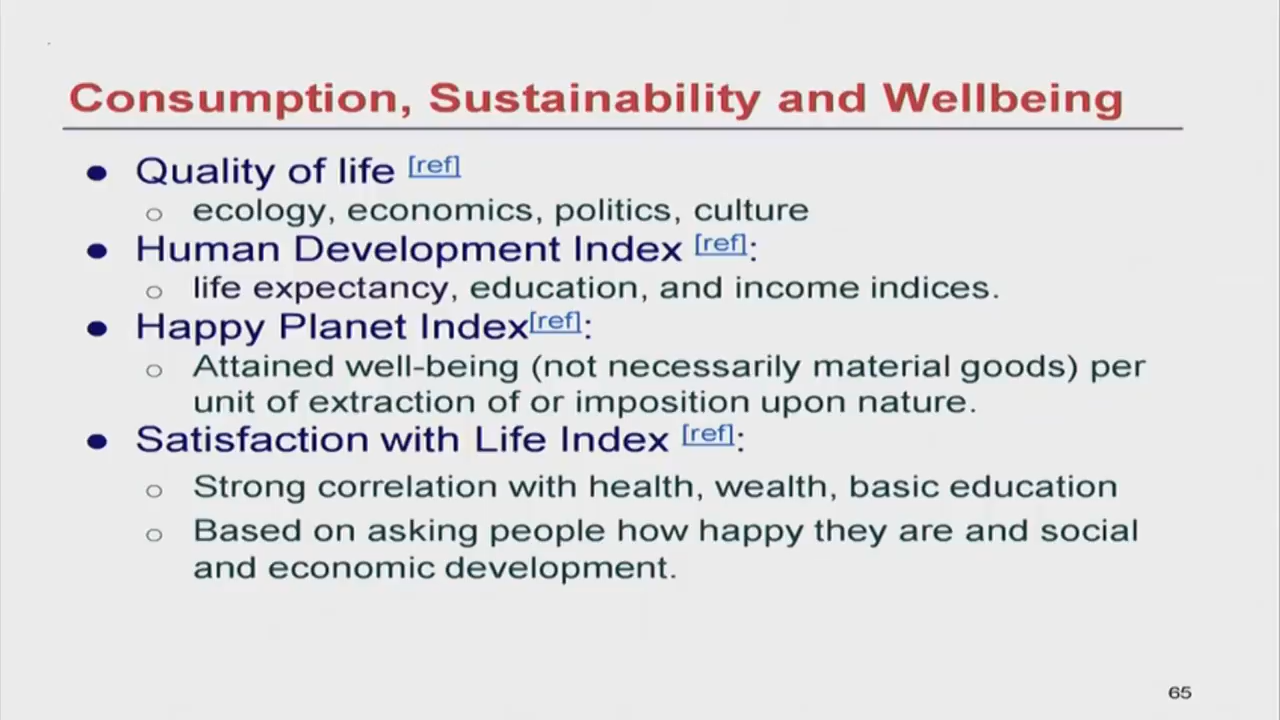 Consumption, Sustainability and Wellbeing
● Quality of life [ref]
○ ecology, economics, politics, culture
● Human Development Index [ref]:
○ life expectancy, education, and income indices.
● Happy Planet Index[ref]:
○ Attained well-being (not necessarily material goods) per
unit of extraction of or imposition upon nature.
● Satisfaction with Life Index [ref]:
○ Strong correlation with health, wealth, basic education
○ Based on asking people how happy they are and social
and economic development.
65